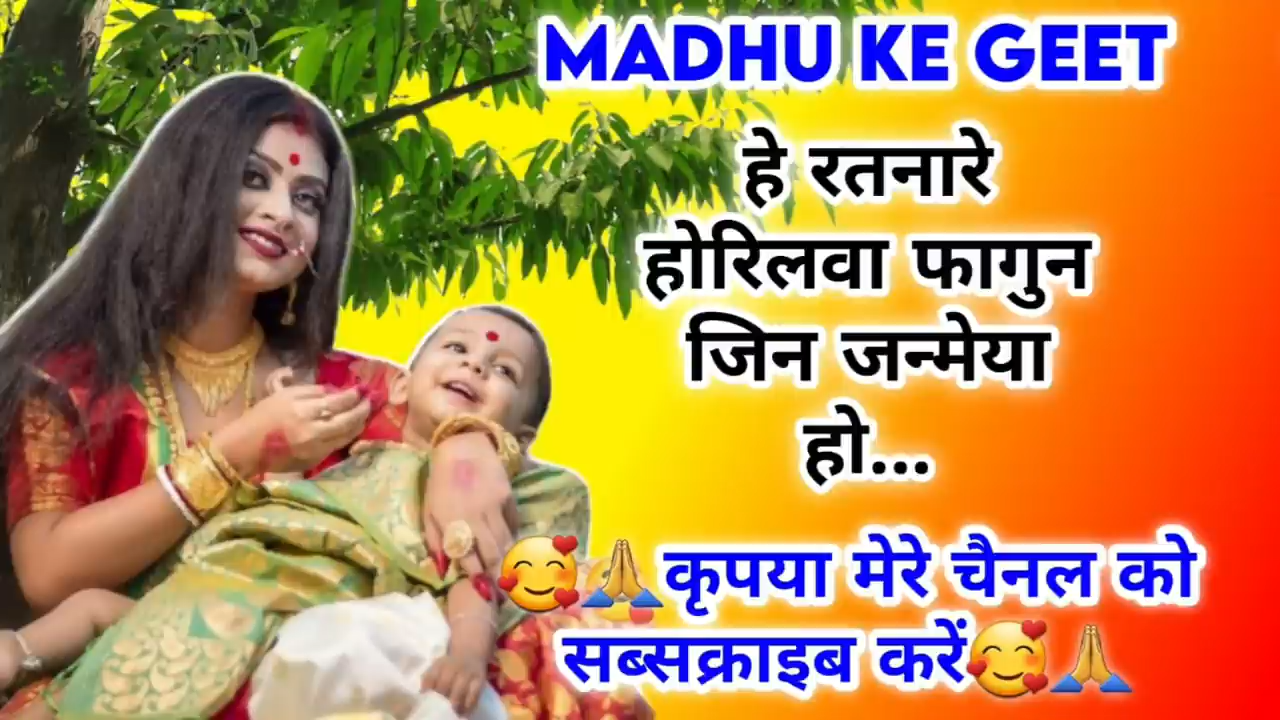 MADHU KE GEET
हे रतनारे
होरिलवा फागुन
जिन जन्मेया
हो...
🥰🙏कृपया मेरे चैनल को
सब्सक्राइब करें🥰🙏